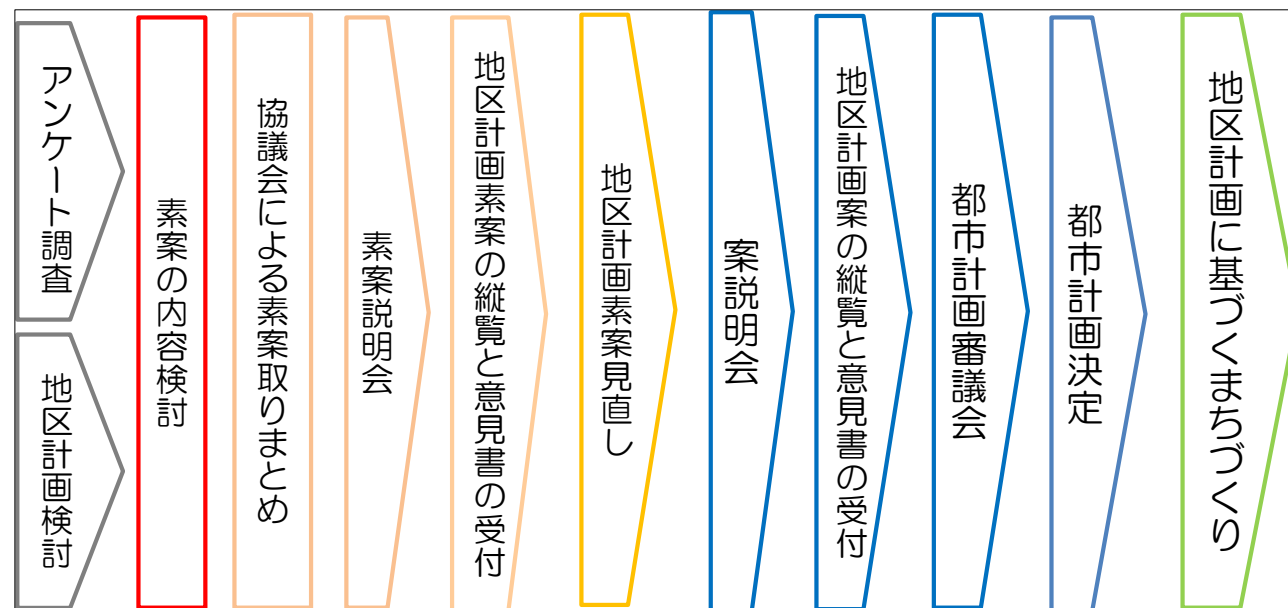 アンケート調査
地区計画検討
素案の内容検討
協議会による素案取りまとめ
素案説明会
地区計画素案の縦覧と意見書の受付
地区計画素案見直し
案説明会
地区計画案の縦覧と意見書の受付
都市計画審議会
都市計画決定
地区計画に基づくまちづくり